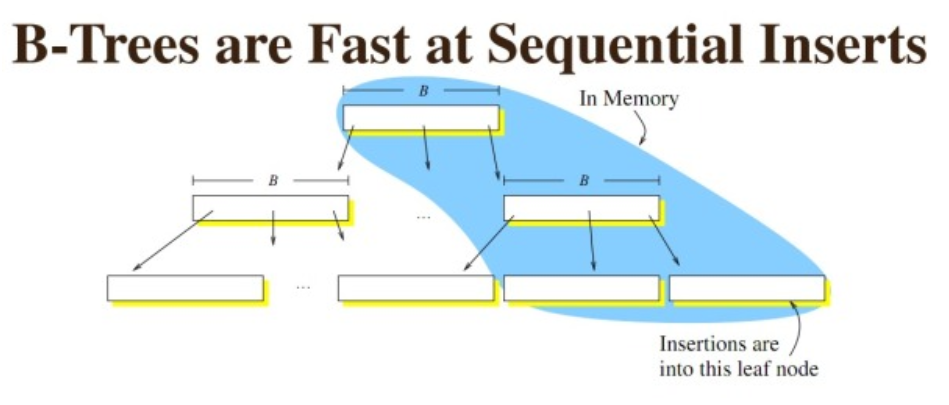 B-Trees are Fast at Sequential Inserts
B
In Memory
B
B
...
...
Insertions are
into this leaf node